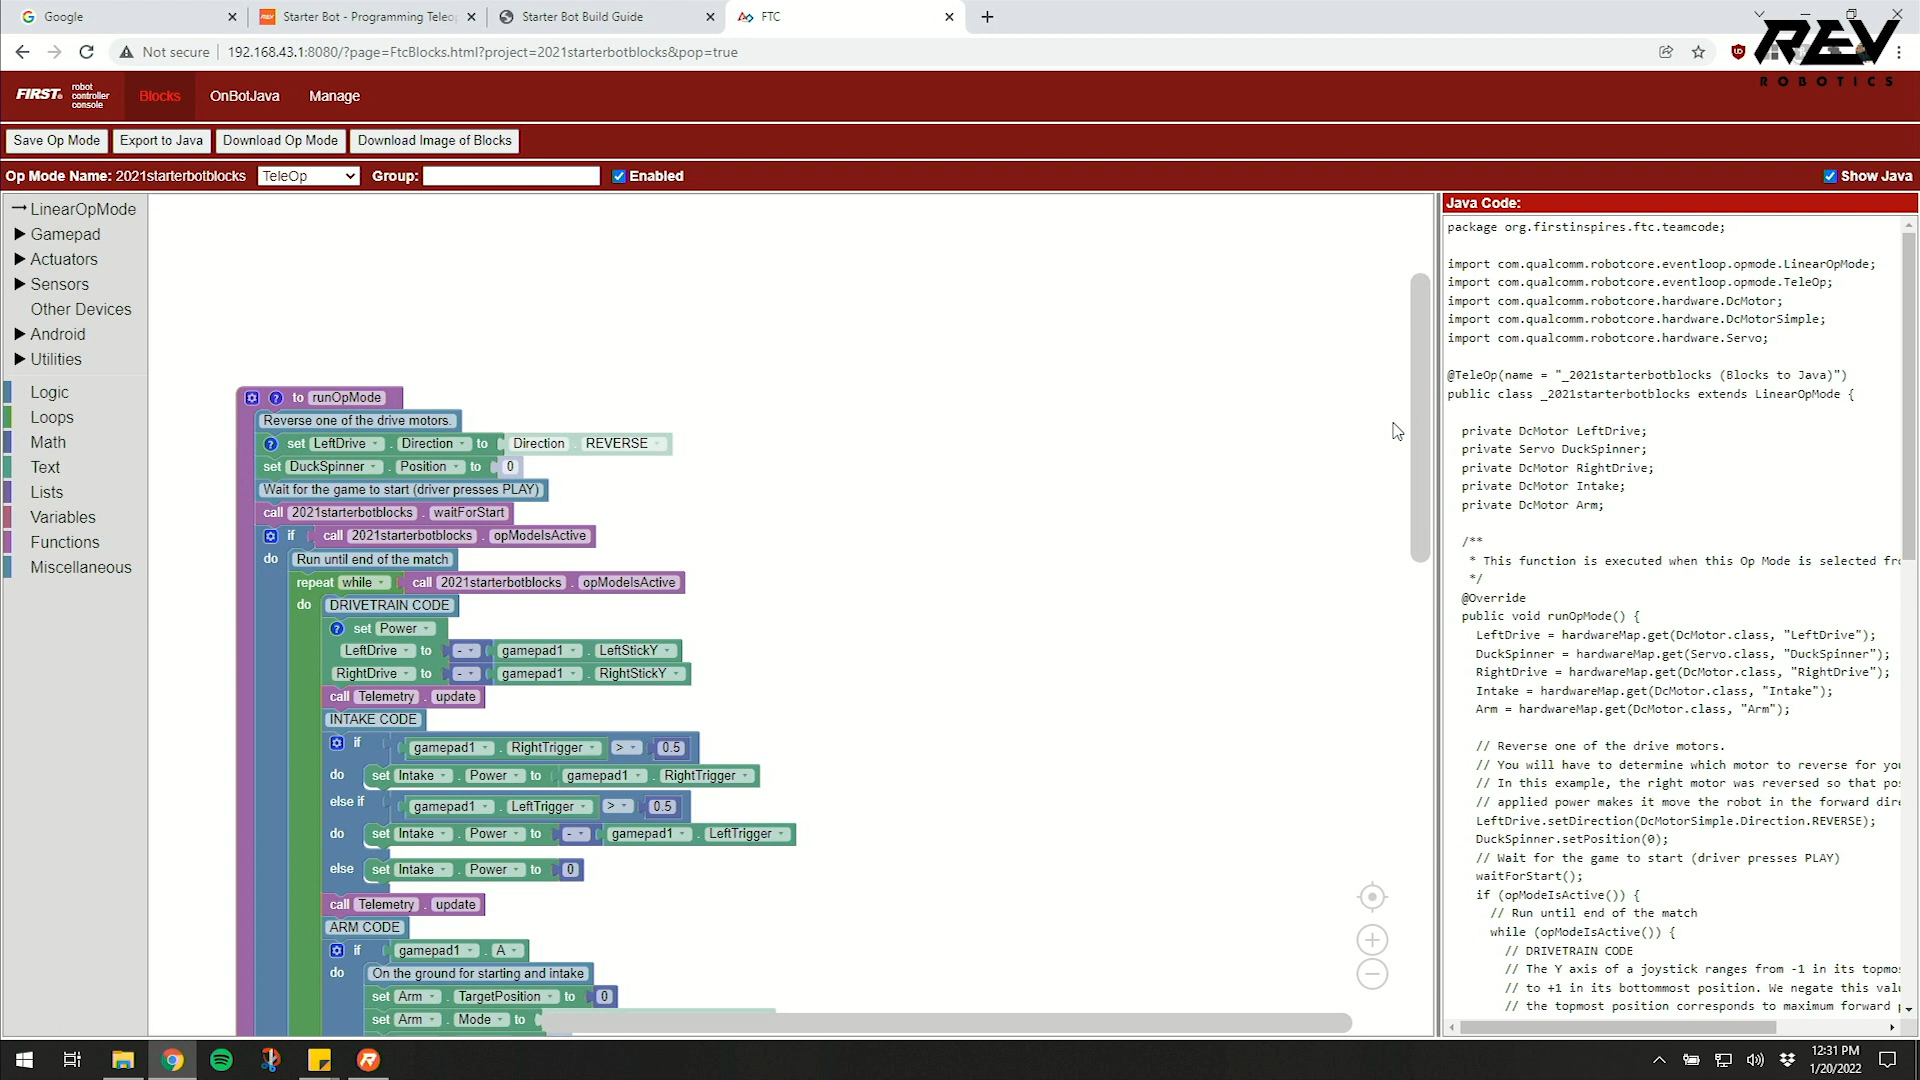 Google
Starter Bot - Programming Teleop
Starter Bot Build Guide
FTC
Not secure
192.168.43.1:8080/?page=FtcBlocks.html?project=2021starterbotblocks&pop=true
REV
ROBOTICS
FIRST.
robot
controller
console
Blocks
OnBotJava
Manage
Save Op Mode
Export to Java
Download Op Mode
Download Image of Blocks
Op Mode Name: 2021starterbotblocks
TeleOp
Group:
Enabled
Show Java
LinearOpMode
Gamepad
Actuators
Sensors
Other Devices
Android
Utilities
Logic
Loops
Math
Text
Lists
Variables
Functions
Miscellaneous
to runOpMode
Reverse one of the drive motors.
set LeftDrive . Direction to Direction . REVERSE
set DuckSpinner . Position to 0
Wait for the game to start (driver presses PLAY)
call 2021starterbotblocks . waitForStart
if call 2021starterbotblocks . opModeIsActive
do Run until end of the match
repeat while call 2021starterbotblocks . opModeIsActive
do DRIVETRAIN CODE
set Power
LeftDrive to - gamepad1 . LeftStickY
RightDrive to - gamepad1 . RightStickY
call Telemetry . update
INTAKE CODE
if gamepad1 . RightTrigger > 0.5
do set Intake . Power to gamepad1 . RightTrigger
else if gamepad1 . LeftTrigger > 0.5
do set Intake . Power to - gamepad1 . LeftTrigger
else set Intake . Power to 0
call Telemetry . update
ARM CODE
if gamepad1 . A
do On the ground for starting and intake
set Arm . TargetPosition to 0
set Arm . Mode to
Java Code:
package org.firstinspires.ftc.teamcode;
import com.qualcomm.robotcore.eventloop.opmode.LinearOpMode;
import com.qualcomm.robotcore.eventloop.opmode.TeleOp;
import com.qualcomm.robotcore.hardware.DcMotor;
import com.qualcomm.robotcore.hardware.DcMotorSimple;
import com.qualcomm.robotcore.hardware.Servo;
@TeleOp(name = "_2021starterbotblocks (Blocks to Java)")
public class _2021starterbotblocks extends LinearOpMode {
private DcMotor LeftDrive;
private Servo DuckSpinner;
private DcMotor RightDrive;
private DcMotor Intake;
private DcMotor Arm;
/**
* This function is executed when this Op Mode is selected fr
*/
@Override
public void runOpMode() {
LeftDrive = hardwareMap.get(DcMotor.class, "LeftDrive");
DuckSpinner = hardwareMap.get(Servo.class, "DuckSpinner");
RightDrive = hardwareMap.get(DcMotor.class, "RightDrive");
Intake = hardwareMap.get(DcMotor.class, "Intake");
Arm = hardwareMap.get(DcMotor.class, "Arm");
// Reverse one of the drive motors.
// You will have to determine which motor to reverse for you
// In this example, the right motor was reversed so that pos
// applied power makes it move the robot in the forward dire
LeftDrive.setDirection(DcMotorSimple.Direction.REVERSE);
DuckSpinner.setPosition(0);
// Wait for the game to start (driver presses PLAY)
waitForStart();
if (opModeIsActive()) {
// Run until end of the match
while (opModeIsActive()) {
// DRIVETRAIN CODE
// The Y axis of a joystick ranges from -1 in its topmos
// to +1 in its bottommost position. We negate this valu
// the topmost position corresponds to maximum forward p
12:31 PM
1/20/2022